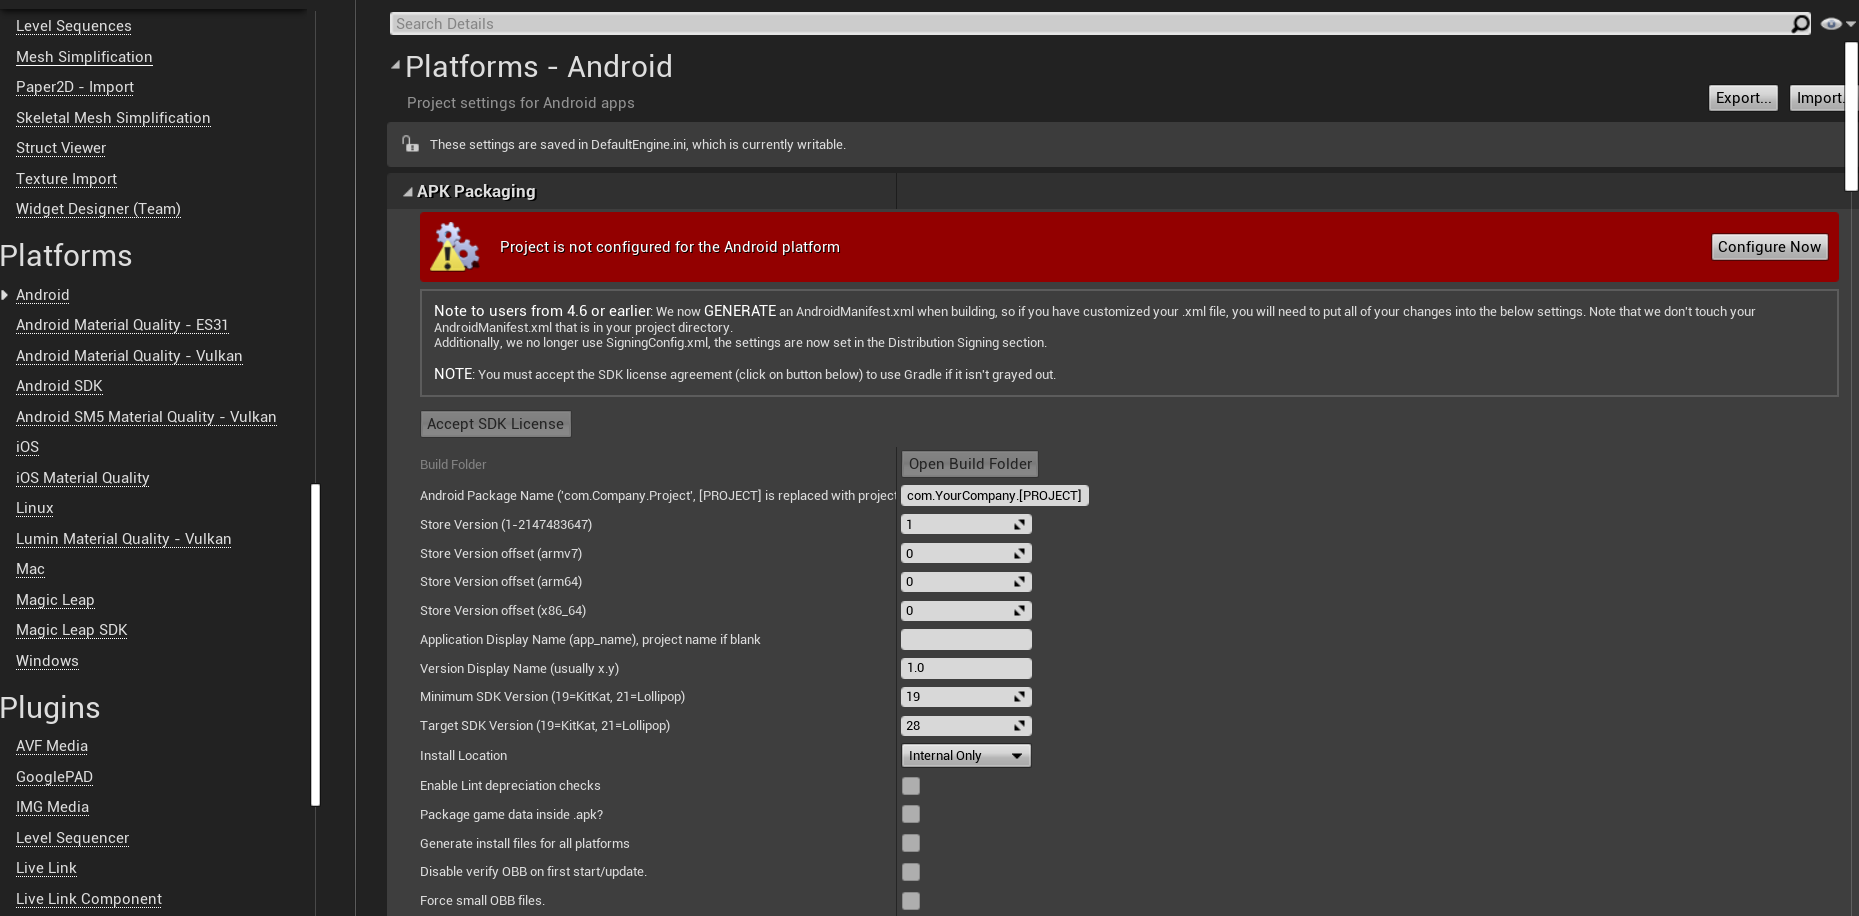 Level Sequences
Mesh Simplification
Paper2D - Import
Skeletal Mesh Simplification
Struct Viewer
Texture Import
Widget Designer (Team)
Platforms
Android
Android Material Quality - ES31
Android Material Quality - Vulkan
Android SDK
Android SM5 Material Quality - Vulkan
iOS
iOS Material Quality
Linux
Lumin Material Quality - Vulkan
Mac
Magic Leap
Magic Leap SDK
Windows
Plugins
AVF Media
GooglePAD
IMG Media
Level Sequencer
Live Link
Live Link Component
Search Details
Platforms - Android
Project settings for Android apps
Export...
Import.
These settings are saved in DefaultEngine.ini, which is currently writable.
APK Packaging
Project is not configured for the Android platform
Configure Now
Note to users from 4.6 or earlier: We now GENERATE an AndroidManifest.xml when building, so if you have customized your .xml file, you will need to put all of your changes into the below settings. Note that we don't touch your
AndroidManifest.xml that is in your project directory.
Additionally, we no longer use SigningConfig.xml, the settings are now set in the Distribution Signing section.
NOTE: You must accept the SDK license agreement (click on button below) to use Gradle if it isn't grayed out.
Accept SDK License
Build Folder Open Build Folder
Android Package Name ('com.Company.Project', [PROJECT] is replaced with project com.YourCompany.[PROJECT]
Store Version (1-2147483647) 1
Store Version offset (armv7) 0
Store Version offset (arm64) 0
Store Version offset (x86_64) 0
Application Display Name (app_name), project name if blank
Version Display Name (usually x.y) 1.0
Minimum SDK Version (19=KitKat, 21=Lollipop) 19
Target SDK Version (19=KitKat, 21=Lollipop) 28
Install Location Internal Only
Enable Lint depreciation checks
Package game data inside .apk?
Generate install files for all platforms
Disable verify OBB on first start/update.
Force small OBB files.